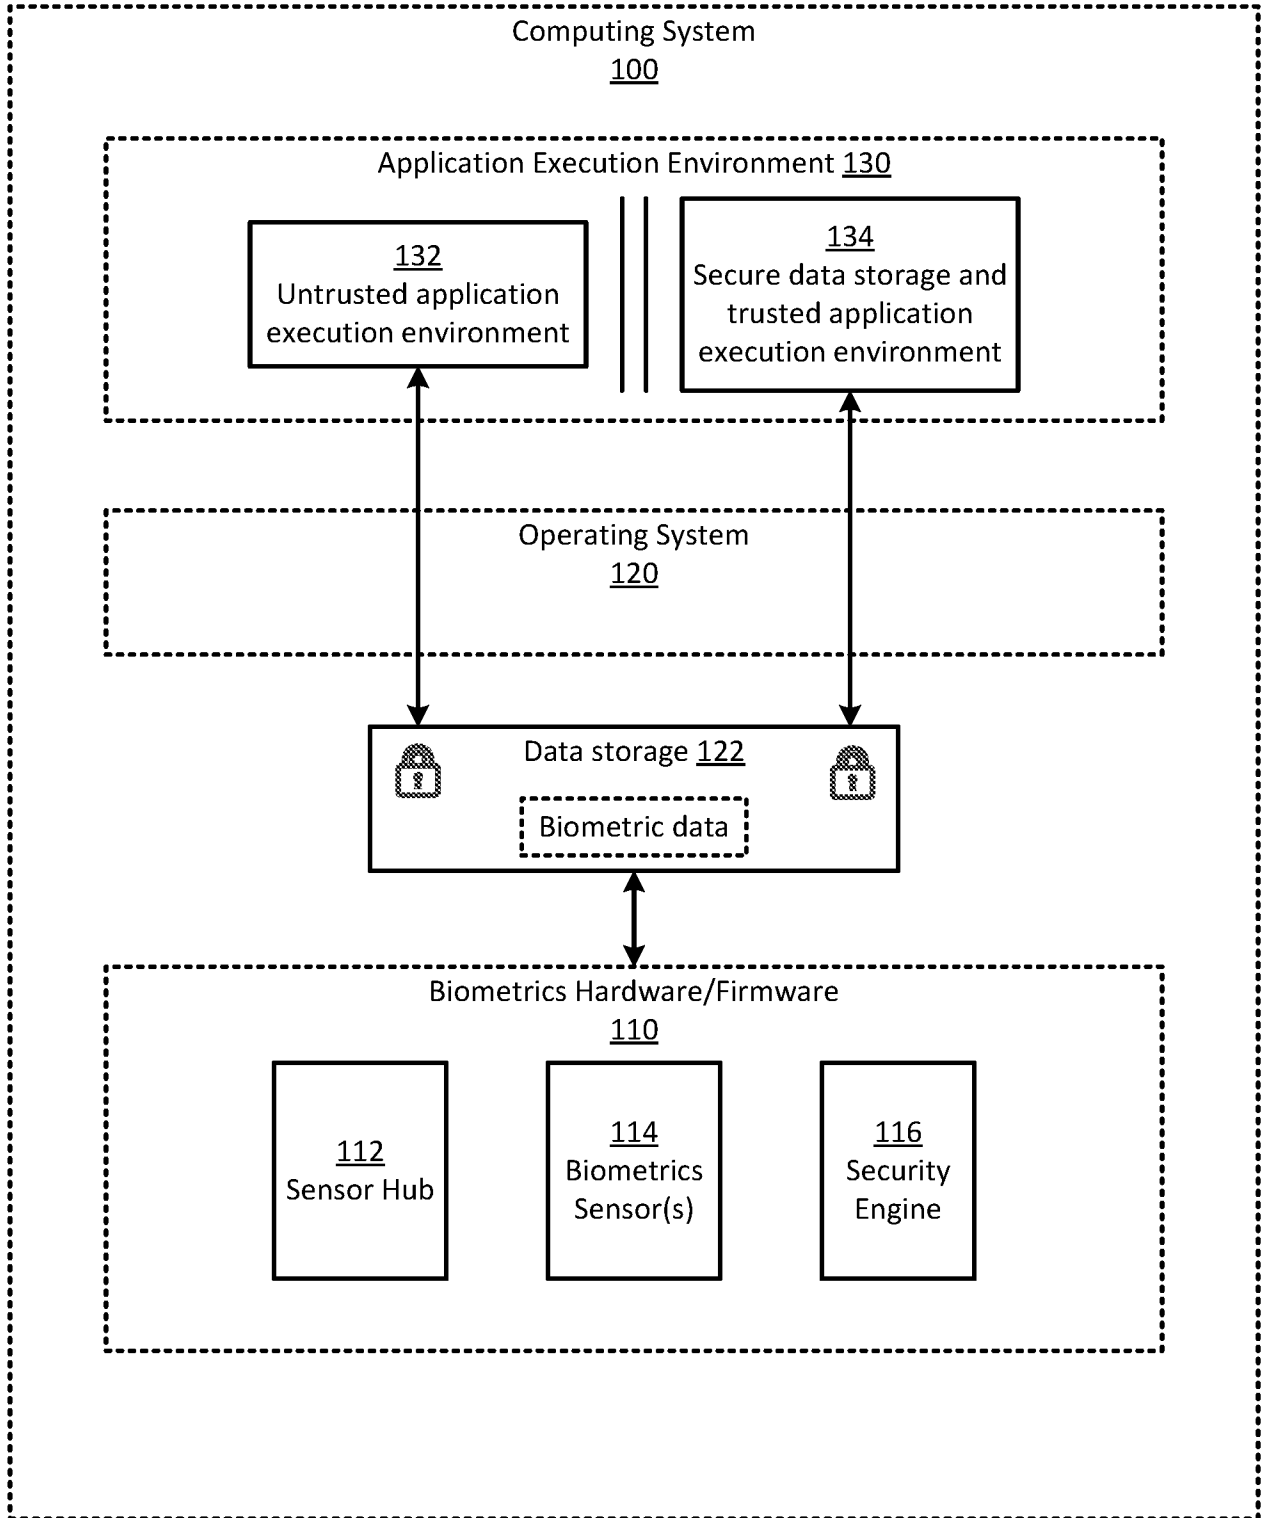 Computing System
100
Application Execution Environment 130
132
Untrusted application
execution environment
134
Secure data storage and
trusted application
execution environment
Operating System
120
Data storage 122
Biometric data
Biometrics Hardware/Firmware
110
112
Sensor Hub
114
Biometrics
Sensor(s)
116
Security
Engine